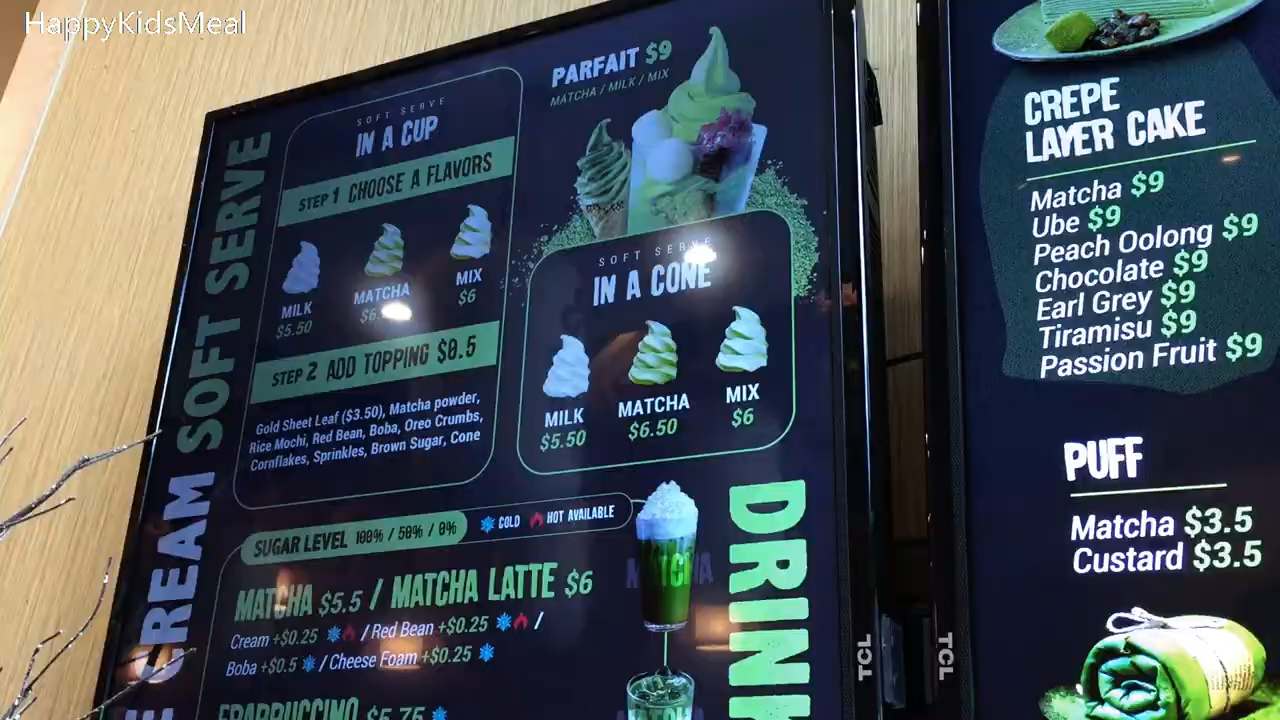 HappyKidsMeal
CREAM SOFT SERVE
SOFT SERVE
IN A CUP
STEP 1 CHOOSE A FLAVORS
MILK
$5.50
MATCHA
MIX
$6
STEP 2 ADD TOPPING $0.5
Gold Sheet Leaf ($3.50), Matcha powder,
Rice Mochi, Red Bean, Boba, Oreo Crumbs,
Cornflakes, Sprinkles, Brown Sugar, Cone
PARFAIT $9
MATCHA / MILK / MIX
SOFT SERVE
IN A CONE
MILK
$5.50
MATCHA
$6.50
MIX
$6
SUGAR LEVEL 100% / 50% / 0%
COLD HOT AVAILABLE
MATCHA $5.5 / MATCHA LATTE $6
Cream +$0.25 / Red Bean +$0.25 /
Boba +$0.5 / Cheese Foam +$0.25
FRAPPUCCINO $5.75
MATCHA
MATCHA
DRINK
TCL
TCL
CREPE
LAYER CAKE
Matcha $9
Ube $9
Peach Oolong $9
Chocolate $9
Earl Grey $9
Tiramisu $9
Passion Fruit $9
PUFF
Matcha $3.5
Custard $3.5